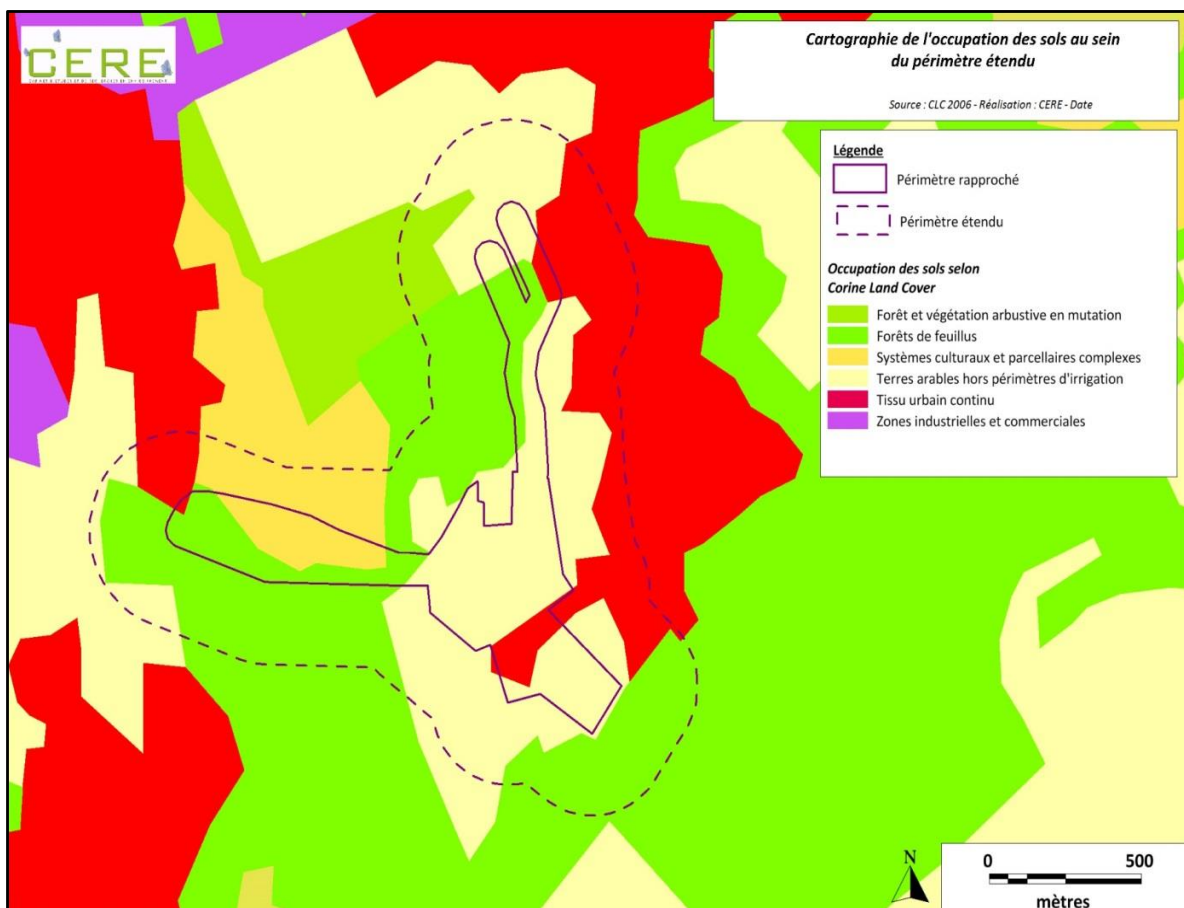 CERE
Cartographie de l'occupation des sols au sein
du périmètre étendu
Source : CLC 2006 - Réalisation : CERE - Date
Légende
Périmètre rapproché
Périmètre étendu
Occupation des sols selon
Corine Land Cover
Forêt et végétation arbustive en mutation
Forêts de feuillus
Systèmes culturaux et parcellaires complexes
Terres arables hors périmètres d'irrigation
Tissu urbain continu
Zones industrielles et commerciales
N
0 500
mètres